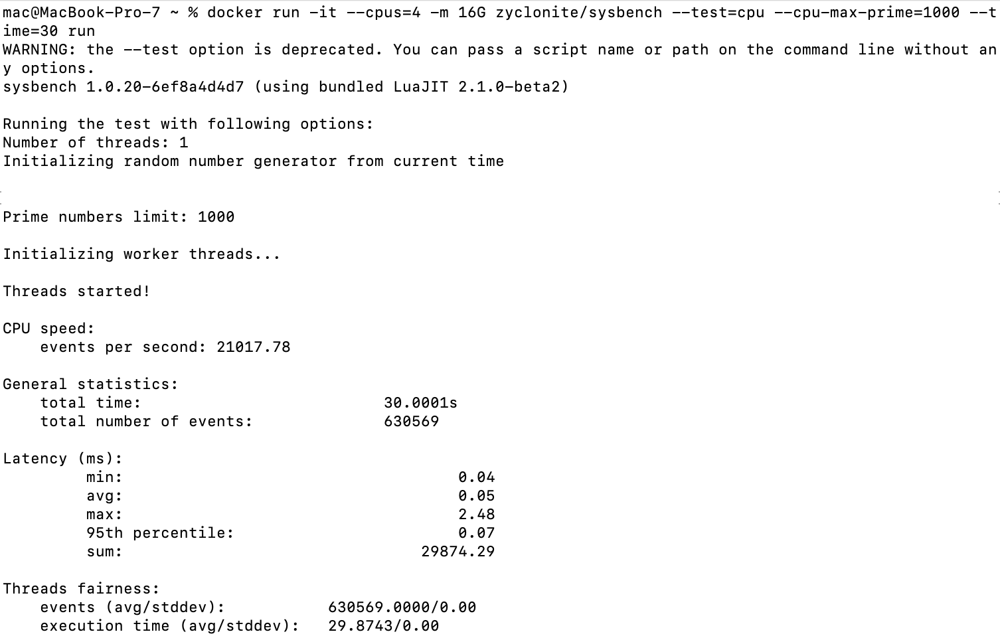 mac@MacBook-Pro-7 ~ % docker run -it --cpus=4 -m 16G zyclonite/sysbench --test=cpu --cpu-max-prime=1000 --t
ime=30 run
WARNING: the --test option is deprecated. You can pass a script name or path on the command line without an
y options.
sysbench 1.0.20-6ef8a4d4d7 (using bundled LuaJIT 2.1.0-beta2)
Running the test with following options:
Number of threads: 1
Initializing random number generator from current time
Prime numbers limit: 1000
Initializing worker threads...
Threads started!
CPU speed:
events per second: 21017.78
General statistics:
total time: 30.0001s
total number of events: 630569
Latency (ms):
min: 0.04
avg: 0.05
max: 2.48
95th percentile: 0.07
sum: 29874.29
Threads fairness:
events (avg/stddev): 630569.0000/0.00
execution time (avg/stddev): 29.8743/0.00